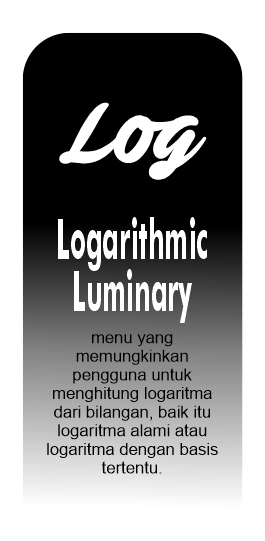 Log
Logarithmic
Luminary
menu yang
memungkinkan
pengguna untuk
menghitung logaritma
dari bilangan, baik itu
logaritma alami atau
logaritma dengan basis
tertentu.